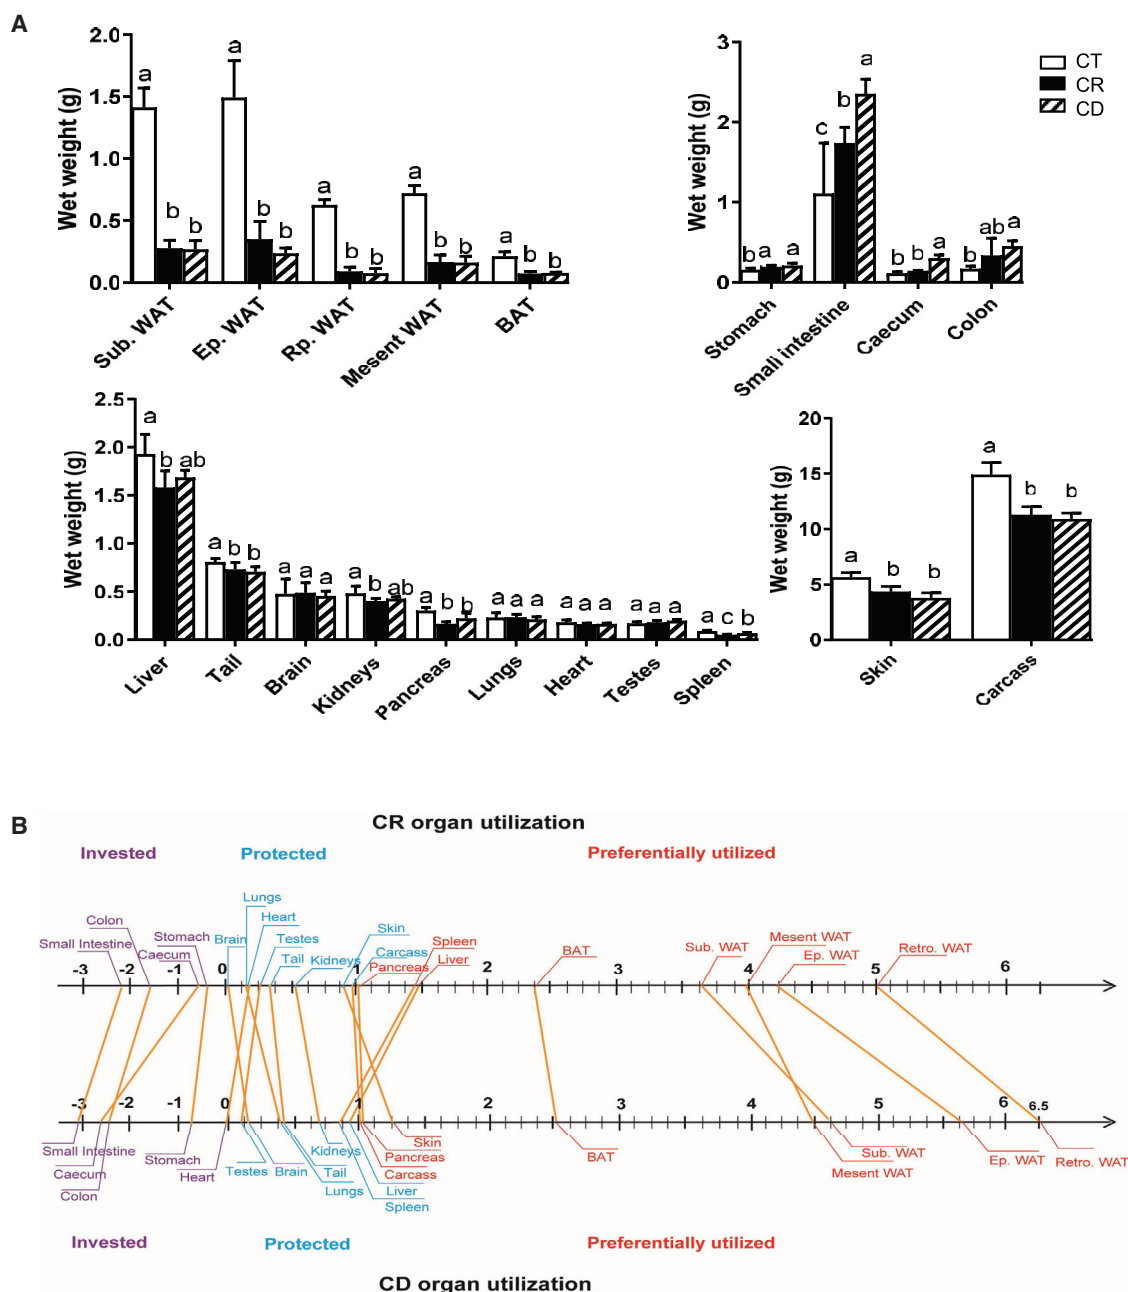 A
2.0
1.5
1.0
0.5
0.0
Wet weight (g)
a
b
b
a
b
b
a
b
b
a
b
b
a
b
b
Sub. WAT
Ep. WAT
Rp. WAT
Mesent WAT
BAT
3
2
1
0
Wet weight (g)
b
a
a
c
b
a
b
b
a
b
ab
a
Stomach
Smali intestine
Caecum
Colon
CT
CR
CD
2.5
2.0
1.5
1.0
0.5
0.0
Wet weight (g)
a
b
ab
a
b
b
a
a
a
a
b
ab
a
b
b
a
a
a
a
a
a
a
a
a
a
c
b
Liver
Tail
Brain
Kidneys
Pancreas
Lungs
Heart
Testes
Spleen
20
15
10
5
0
Wet weight (g)
a
b
b
a
b
b
Skin
Carcass
B
CR organ utilization
Invested
Protected
Preferentially utilized
Colon
Small Intestine
Stomach
Caecum
Brain
Lungs
Heart
Testes
Tail
Kidneys
Skin
Carcass
Pancreas
Spleen
Liver
BAT
Sub. WAT
Mesent WAT
Ep. WAT
Retro. WAT
-3 -2 -1 0 1 2 3 4 5 6
-3 -2 -1 0 1 2 3 4 5 6 6.5
Small Intestine
Caecum
Colon
Stomach
Heart
Testes
Brain
Kidneys
Tail
Lungs
Skin
Pancreas
Carcass
Liver
Spleen
BAT
Sub. WAT
Mesent WAT
Ep. WAT
Retro. WAT
Invested
Protected
Preferentially utilized
CD organ utilization